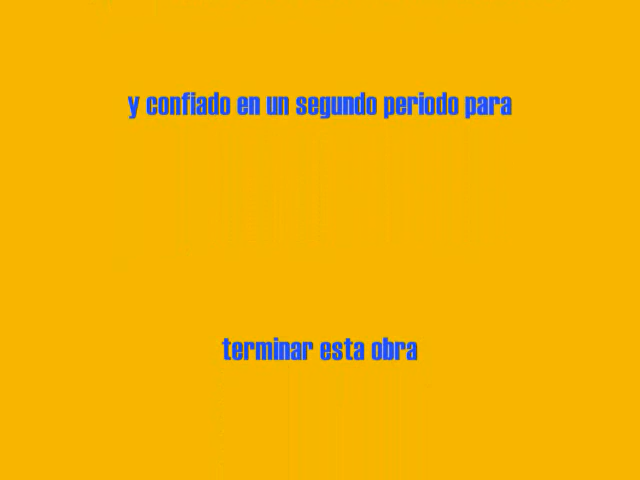 y confiado en un segundo periodo para
terminar esta obra